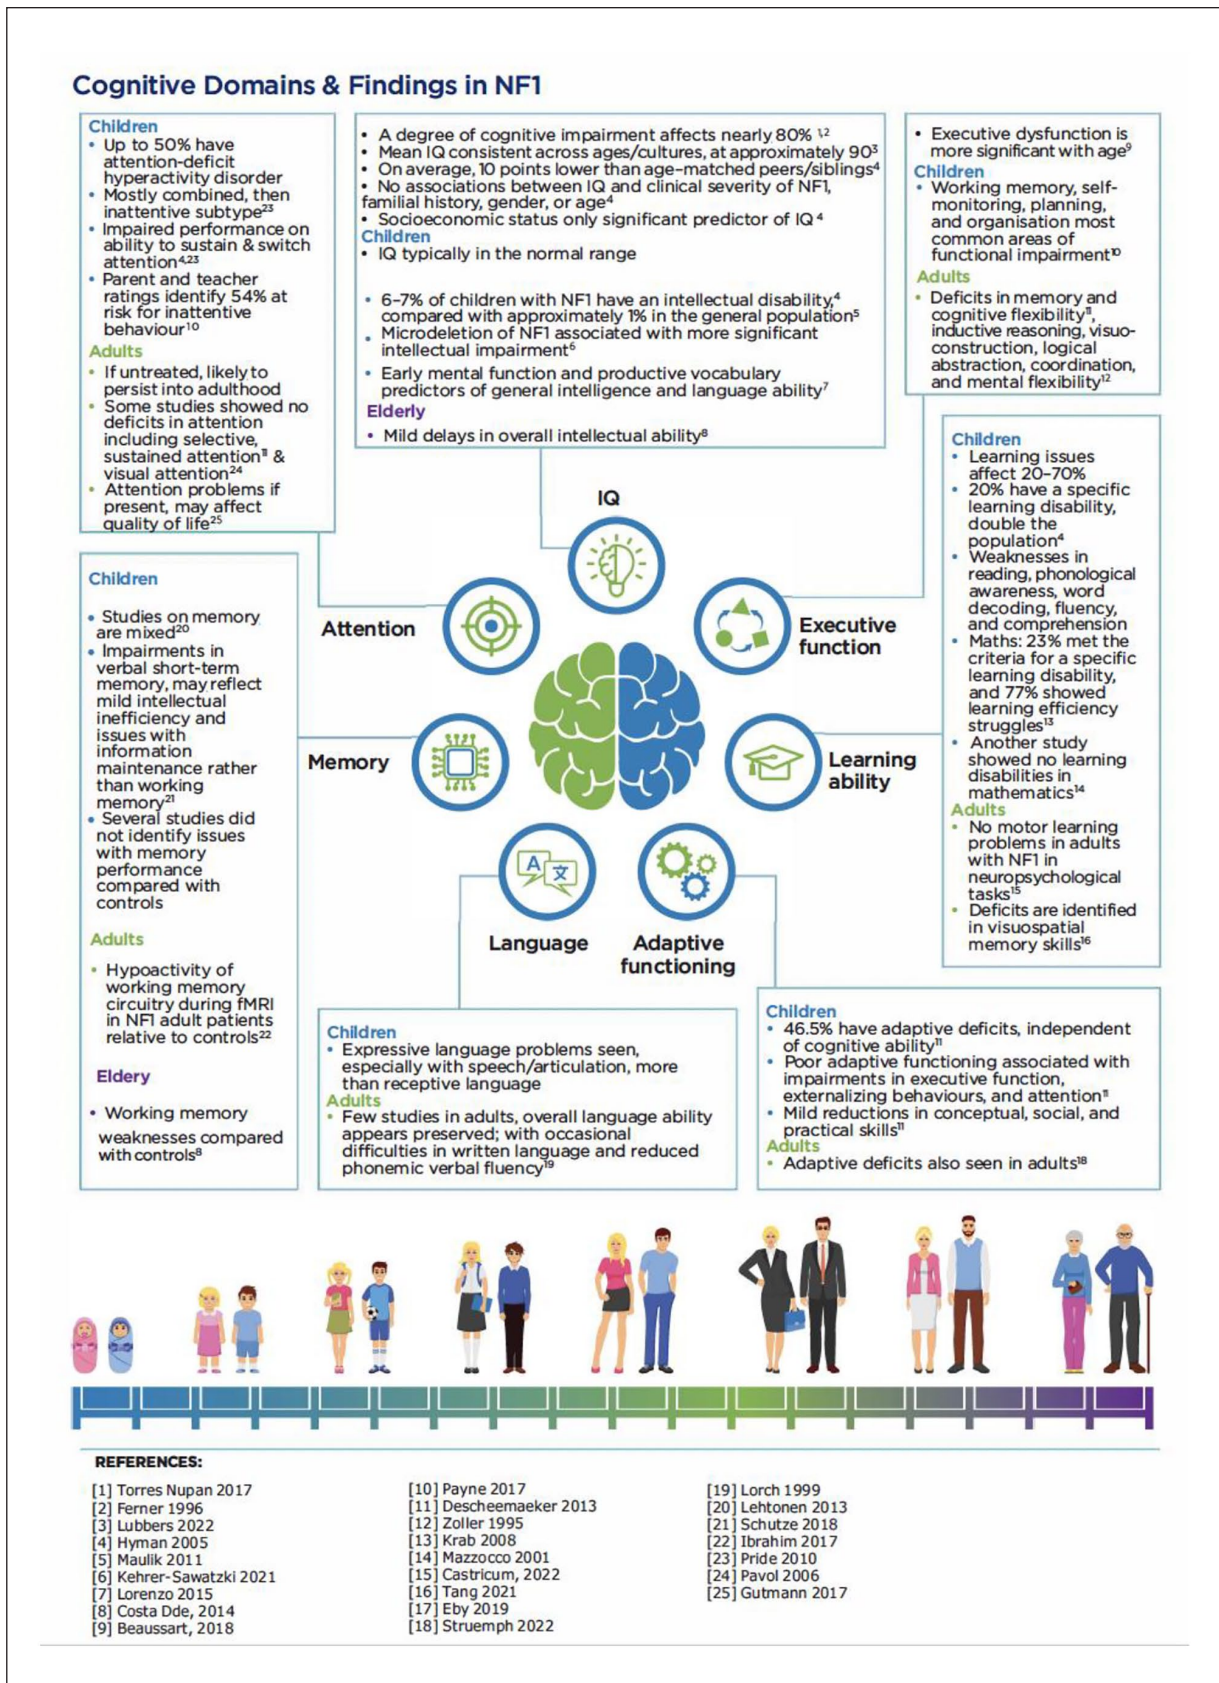 Cognitive Domains & Findings in NF1
Children
• Up to 50% have
attention-deficit
hyperactivity disorder
• Mostly combined, then
inattentive subtype²³
• Impaired performance on
ability to sustain & switch
attention⁴,²³
• Parent and teacher
ratings identify 54% at
risk for inattentive
behaviour¹⁰
Adults
• If untreated, likely to
persist into adulthood
• Some studies showed no
deficits in attention
including selective,
sustained attention¹¹ &
visual attention²⁴
• Attention problems if
present, may affect
quality of life²⁵
• A degree of cognitive impairment affects nearly 80% ¹,²
• Mean IQ consistent across ages/cultures, at approximately 90³
• On average, 10 points lower than age–matched peers/siblings⁴
• No associations between IQ and clinical severity of NF1,
familial history, gender, or age⁴
• Socioeconomic status only significant predictor of IQ ⁴
Children
• IQ typically in the normal range
• 6–7% of children with NF1 have an intellectual disability,⁴
compared with approximately 1% in the general population⁵
• Microdeletion of NF1 associated with more significant
intellectual impairment⁶
• Early mental function and productive vocabulary
predictors of general intelligence and language ability⁷
Elderly
• Mild delays in overall intellectual ability⁸
• Executive dysfunction is
more significant with age⁹
Children
• Working memory, self-
monitoring, planning,
and organisation most
common areas of
functional impairment¹⁰
Adults
• Deficits in memory and
cognitive flexibility¹¹,
inductive reasoning, visuo-
construction, logical
abstraction, coordination,
and mental flexibility¹²
Children
• Learning issues
affect 20–70%
• 20% have a specific
learning disability,
double the
population⁴
• Weaknesses in
reading, phonological
awareness, word
decoding, fluency,
and comprehension
• Maths: 23% met the
criteria for a specific
learning disability,
and 77% showed
learning efficiency
struggles¹³
• Another study
showed no learning
disabilities in
mathematics¹⁴
Adults
• No motor learning
problems in adults
with NF1 in
neuropsychological
tasks¹⁵
• Deficits are identified
in visuospatial
memory skills¹⁶
IQ
Attention
Executive
function
Memory
Learning
ability
A 文
Language
Adaptive
functioning
Children
• Studies on memory
are mixed²⁰
• Impairments in
verbal short-term
memory, may reflect
mild intellectual
inefficiency and
issues with
information
maintenance rather
than working
memory²¹
• Several studies did
not identify issues
with memory
performance
compared with
controls
Adults
• Hypoactivity of
working memory
circuitry during fMRI
in NF1 adult patients
relative to controls²²
Eldery
• Working memory
weaknesses compared
with controls⁸
Children
• Expressive language problems seen,
especially with speech/articulation, more
than receptive language
Adults
• Few studies in adults, overall language ability
appears preserved; with occasional
difficulties in written language and reduced
phonemic verbal fluency¹⁹
Children
• 46.5% have adaptive deficits, independent
of cognitive ability¹¹
• Poor adaptive functioning associated with
impairments in executive function,
externalizing behaviours, and attention¹¹
• Mild reductions in conceptual, social, and
practical skills¹¹
Adults
• Adaptive deficits also seen in adults¹⁸
REFERENCES:
[1] Torres Nupan 2017
[2] Ferner 1996
[3] Lubbers 2022
[4] Hyman 2005
[5] Maulik 2011
[6] Kehrer-Sawatzki 2021
[7] Lorenzo 2015
[8] Costa Dde, 2014
[9] Beaussart, 2018
[10] Payne 2017
[11] Descheemaeker 2013
[12] Zoller 1995
[13] Krab 2008
[14] Mazzocco 2001
[15] Castricum, 2022
[16] Tang 2021
[17] Eby 2019
[18] Struemph 2022
[19] Lorch 1999
[20] Lehtonen 2013
[21] Schutze 2018
[22] Ibrahim 2017
[23] Pride 2010
[24] Pavol 2006
[25] Gutmann 2017